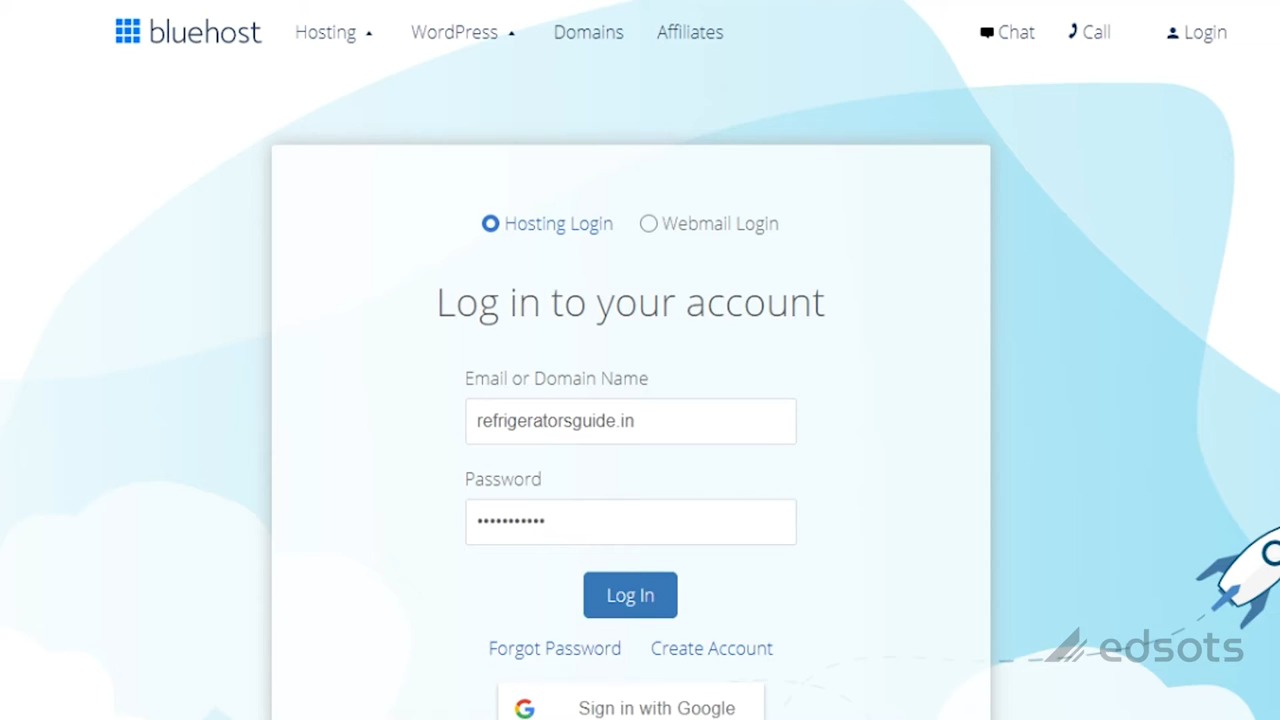 bluehost Hosting WordPress Domains Affiliates Chat Call Login
Hosting Login Webmail Login
Log in to your account
Email or Domain Name
refrigeratorsguide.in
Password
•••••••••••
Log In
Forgot Password Create Account
edsots
Sign in with Google